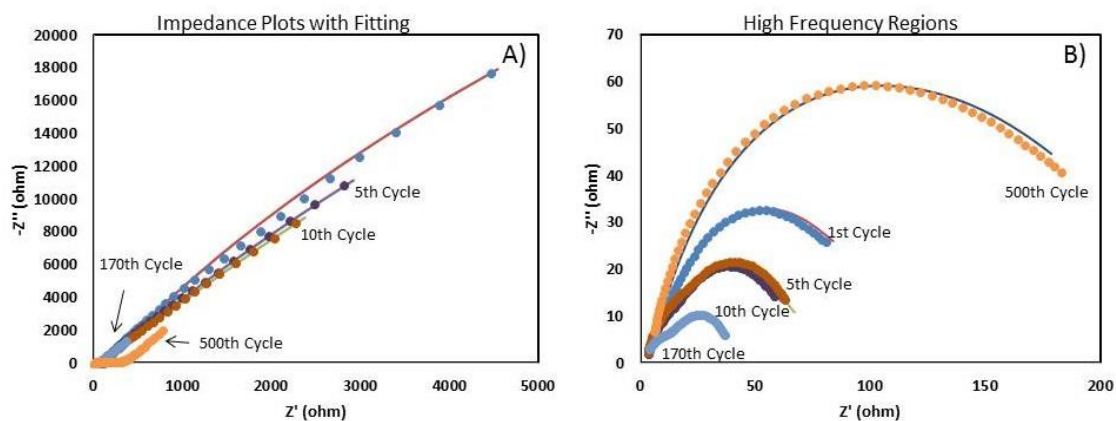 Impedance Plots with Fitting
A)
20000
18000
16000
14000
12000
10000
8000
6000
4000
2000
0
-Z" (ohm)
5th Cycle
10th Cycle
170th Cycle
500th Cycle
0 1000 2000 3000 4000 5000
Z' (ohm)
High Frequency Regions
B)
70
60
50
40
30
20
10
0
-Z" (ohm)
500th Cycle
1st Cycle
5th Cycle
10th Cycle
170th Cycle
0 50 100 150 200
Z' (ohm)